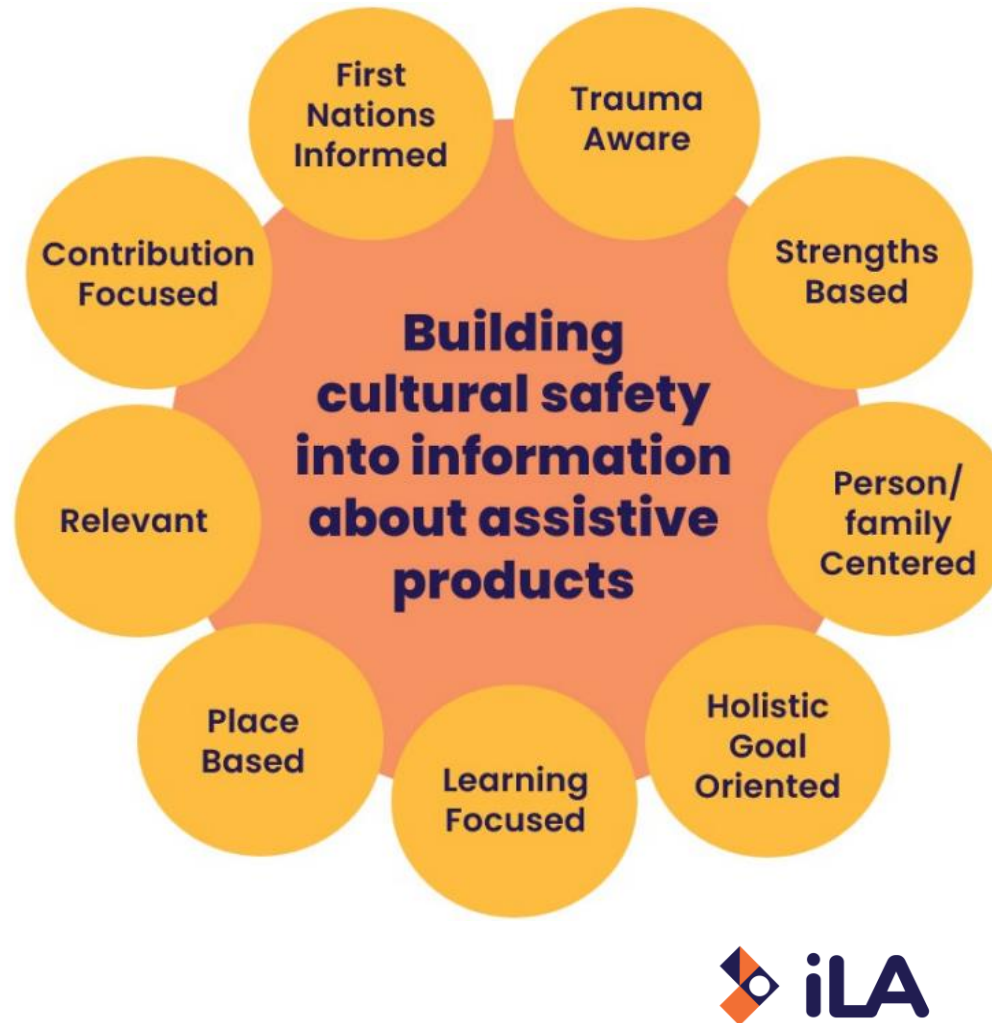 First
Nations
Informed
Trauma
Aware
Strengths
Based
Person/
family
Centered
Holistic
Goal
Oriented
Learning
Focused
Place
Based
Relevant
Contribution
Focused
Building
cultural safety
into information
about assistive
products
iLA